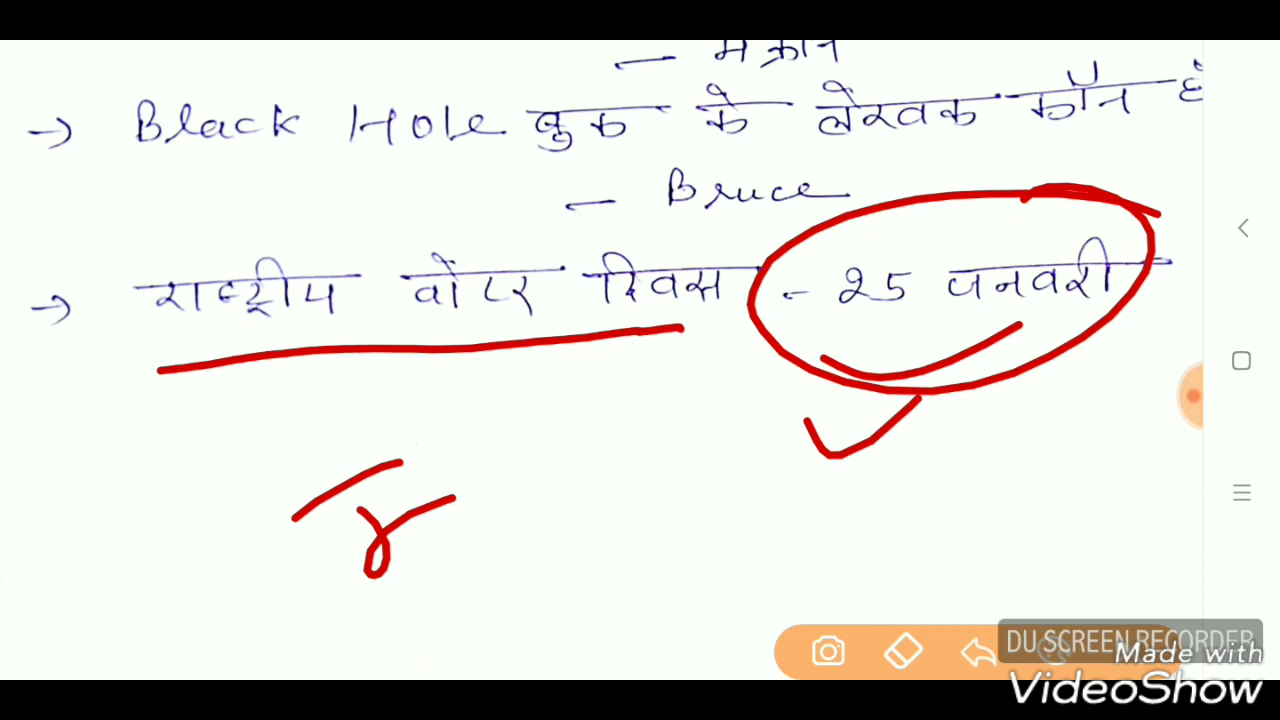 → Black Hole बुक के लेखक कौन है
– Bruce
→ राष्ट्रीय वोटर दिवस – 25 जनवरी
DU SCREEN RECORDER
Made with
VideoShow